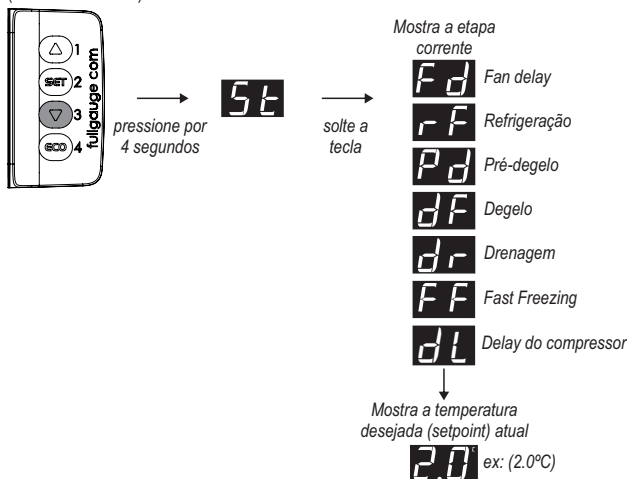 △ 1
SET 2
▽ 3
ECO 4
fullgauge com
pressione por
4 segundos
St
solte a
tecla
Mostra a etapa
corrente
Fd Fan delay
rF Refrigeração
Pd Pré-degelo
dF Degelo
dr Drenagem
FF Fast Freezing
dL Delay do compressor
Mostra a temperatura
desejada (setpoint) atual
2.0 ex: (2.0ºC)